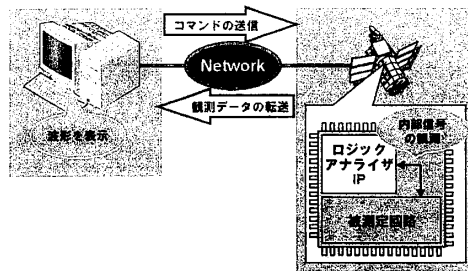 コマンドの送信
Network
観測データの転送
波形を表示
内部信号
の観測
ロジック
アナライザ
IP
被測定回路